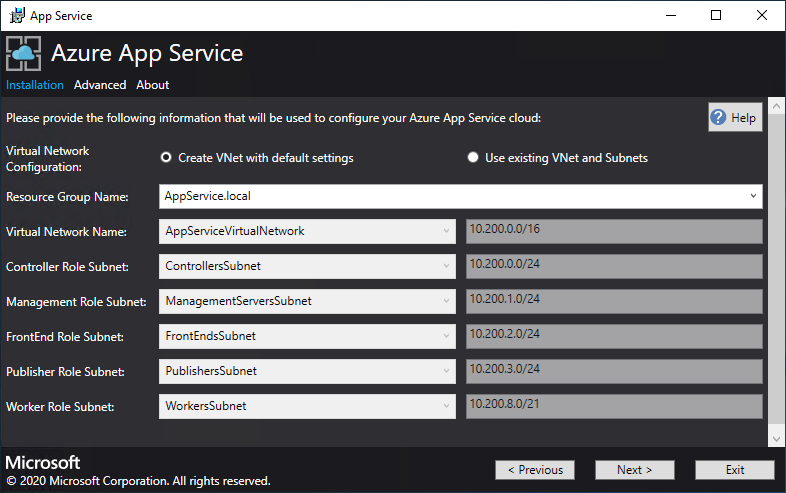 App Service
Azure App Service
Installation Advanced About
Please provide the following information that will be used to configure your Azure App Service cloud:
? Help
Virtual Network
Configuration:
Create VNet with default settings
Use existing VNet and Subnets
Resource Group Name: AppService.local
Virtual Network Name: AppServiceVirtualNetwork 10.200.0.0/16
Controller Role Subnet: ControllersSubnet 10.200.0.0/24
Management Role Subnet: ManagementServersSubnet 10.200.1.0/24
FrontEnd Role Subnet: FrontEndsSubnet 10.200.2.0/24
Publisher Role Subnet: PublishersSubnet 10.200.3.0/24
Worker Role Subnet: WorkersSubnet 10.200.8.0/21
Microsoft
© 2020 Microsoft Corporation. All rights reserved.
< Previous Next > Exit